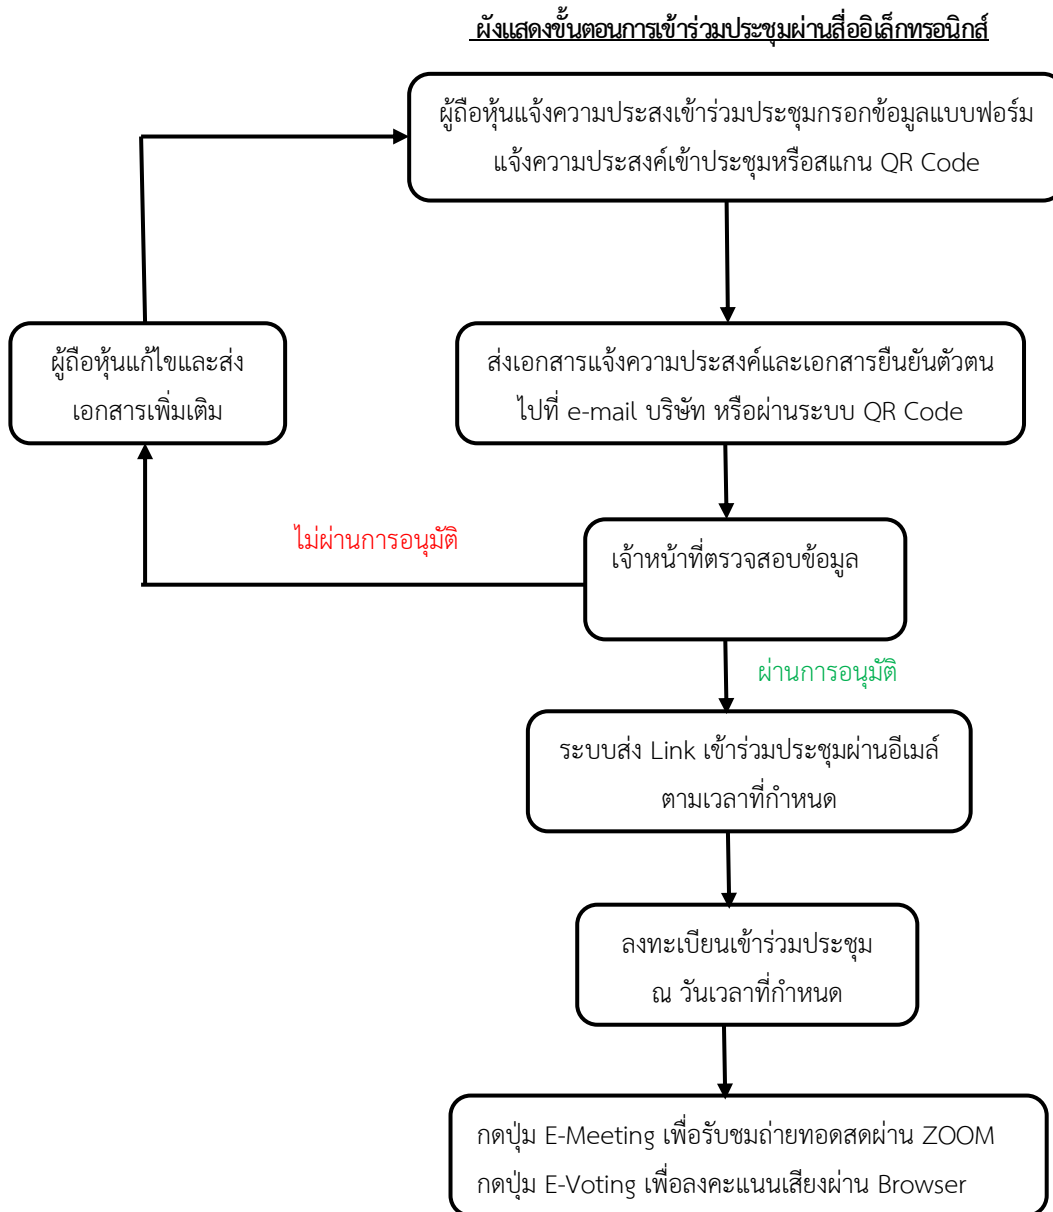 ผังแสดงขั้นตอนการเข้าร่วมประชุมผ่านสื่ออิเล็กทรอนิกส์
ผู้ถือหุ้นแจ้งความประสงเข้าร่วมประชุมกรอกข้อมูลแบบฟอร์ม
แจ้งความประสงค์เข้าประชุมหรือสแกน QR Code
ส่งเอกสารแจ้งความประสงค์และเอกสารยืนยันตัวตน
ไปที่ e-mail บริษัท หรือผ่านระบบ QR Code
ผู้ถือหุ้นแก้ไขและส่ง
เอกสารเพิ่มเติม
ไม่ผ่านการอนุมัติ
เจ้าหน้าที่ตรวจสอบข้อมูล
ผ่านการอนุมัติ
ระบบส่ง Link เข้าร่วมประชุมผ่านอีเมล์
ตามเวลาที่กำหนด
ลงทะเบียนเข้าร่วมประชุม
ณ วันเวลาที่กำหนด
กดปุ่ม E-Meeting เพื่อรับชมถ่ายทอดสดผ่าน ZOOM
กดปุ่ม E-Voting เพื่อลงคะแนนเสียงผ่าน Browser